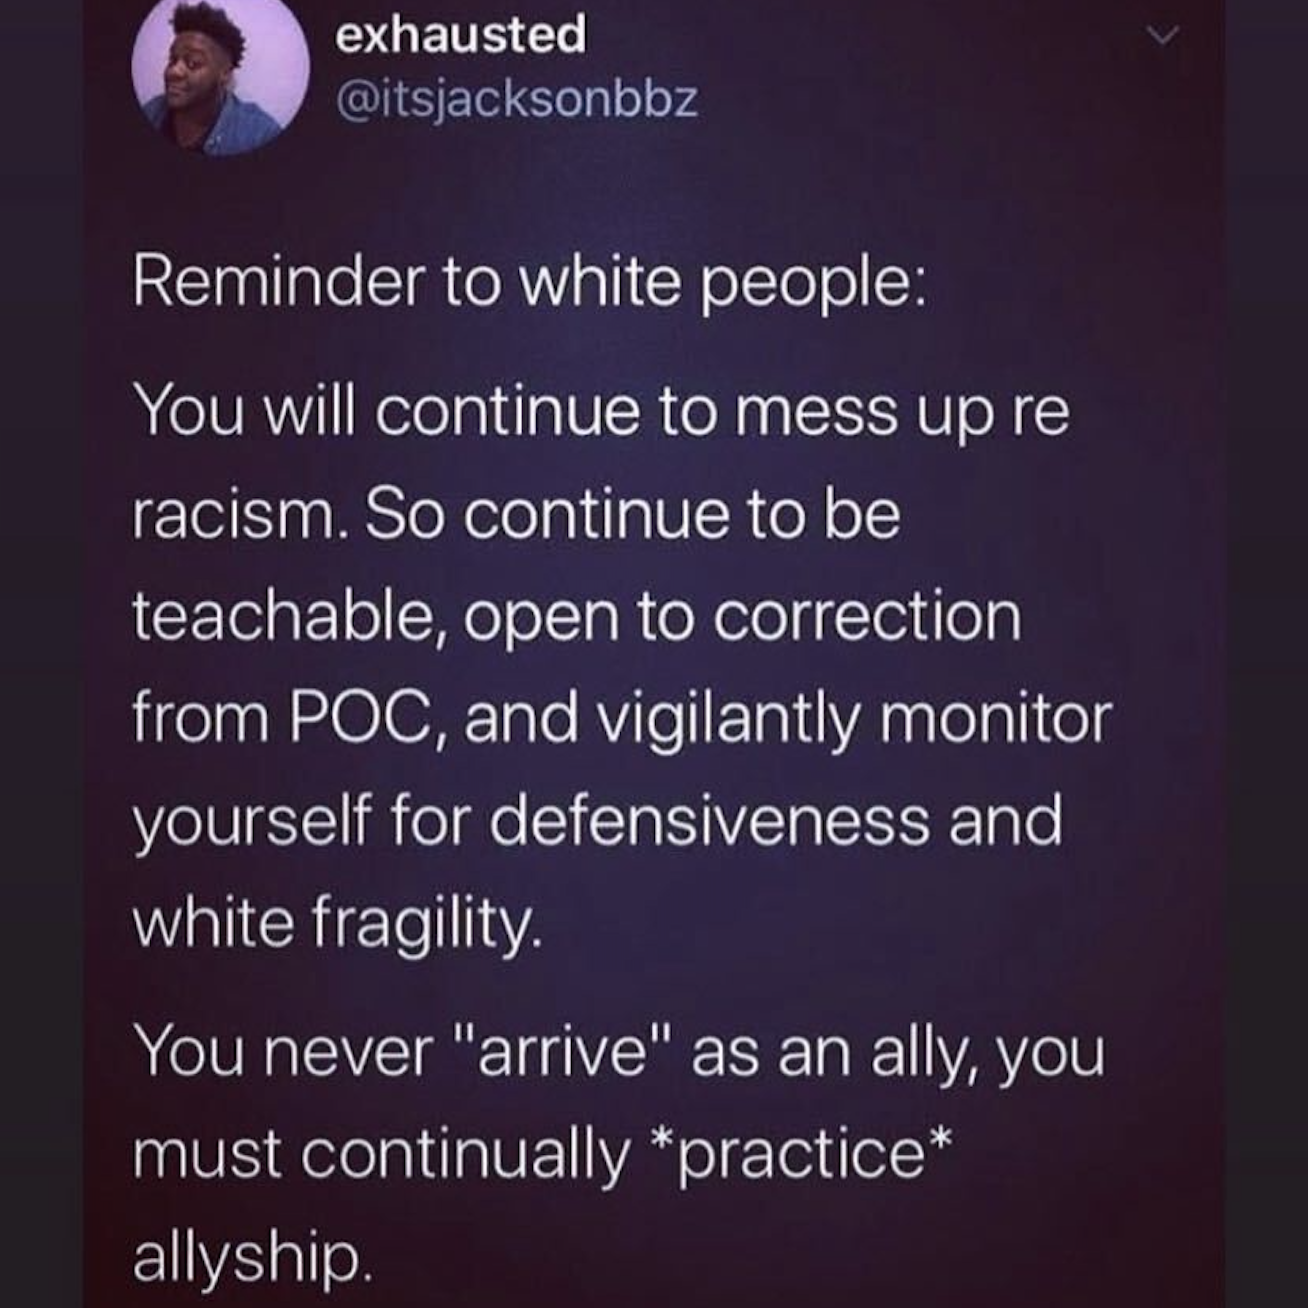 exhausted
@itsjacksonbbz
Reminder to white people:
You will continue to mess up re
racism. So continue to be
teachable, open to correction
from POC, and vigilantly monitor
yourself for defensiveness and
white fragility.
You never "arrive" as an ally, you
must continually *practice*
allyship.